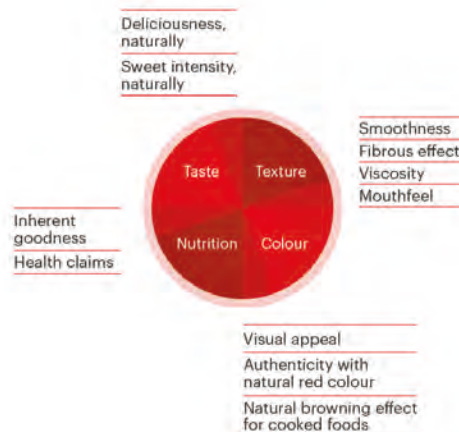 Deliciousness,
naturally
Sweet intensity,
naturally
Smoothness
Fibrous effect
Viscosity
Mouthfeel
Taste
Texture
Nutrition
Colour
Inherent
goodness
Health claims
Visual appeal
Authenticity with
natural red colour
Natural browning effect
for cooked foods